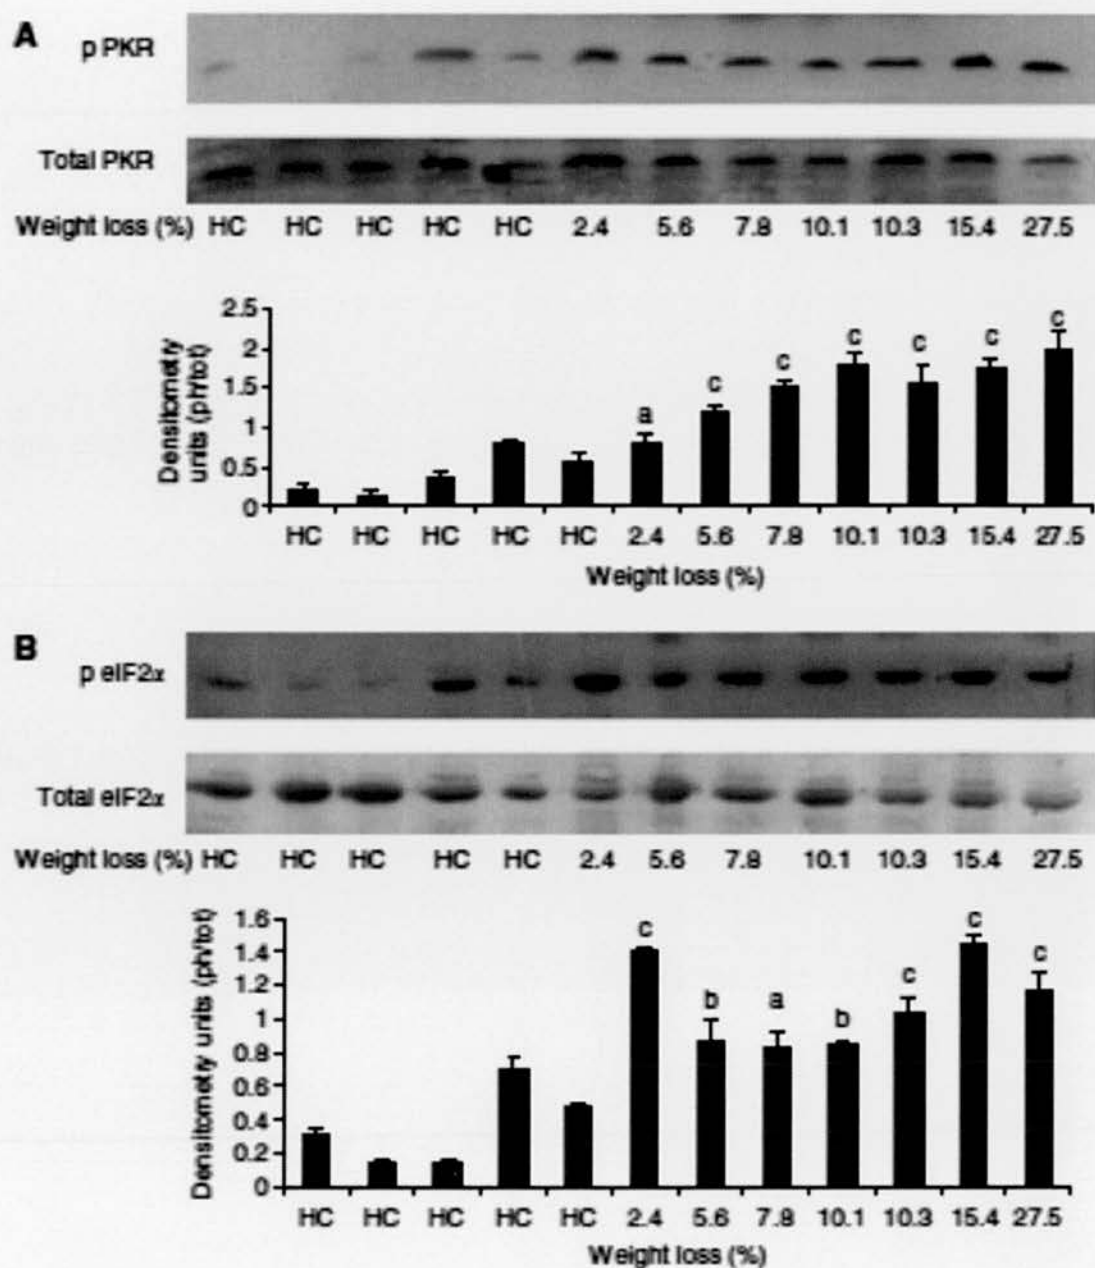 A
p PKR
Total PKR
Weight loss (%) HC HC HC HC HC 2.4 5.6 7.8 10.1 10.3 15.4 27.5
Densitometry
units (ph/tot)
2.5
2
1.5
1
0.5
0
a c c c c c c
HC HC HC HC HC 2.4 5.6 7.8 10.1 10.3 15.4 27.5
Weight loss (%)
B
p eIF2α
Total eIF2α
Weight loss (%) HC HC HC HC HC 2.4 5.6 7.8 10.1 10.3 15.4 27.5
Densitometry units (ph/tot)
1.6
1.4
1.2
1
0.8
0.6
0.4
0.2
0
c b a b c c c
HC HC HC HC HC 2.4 5.6 7.8 10.1 10.3 15.4 27.5
Weight loss (%)